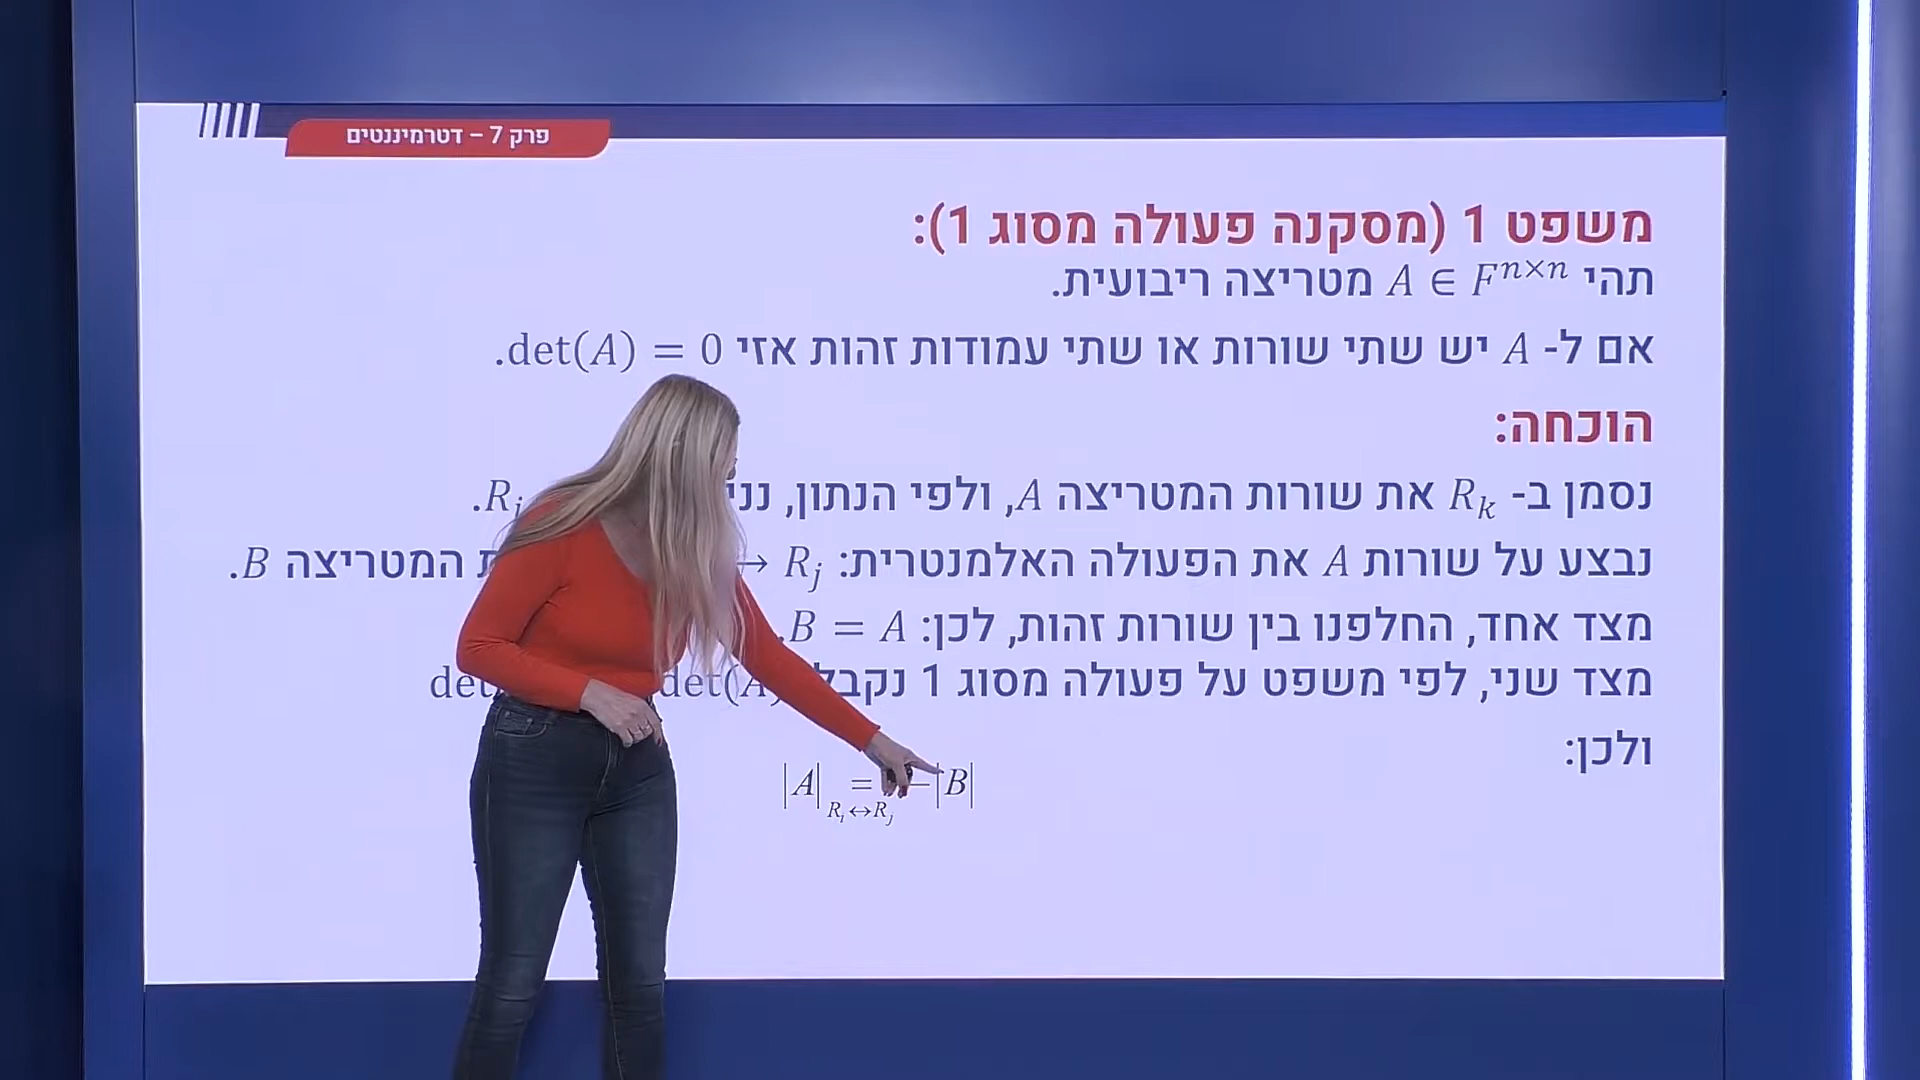 פרק 7 – דטרמיננטים
משפט 1 (מסקנה פעולה מסוג 1):
תהי A ∈ F^{n×n} מטריצה ריבועית.
אם ל- A יש שתי שורות או שתי עמודות זהות אזי det(A) = 0.
הוכחה:
נסמן ב- R_k את שורות המטריצה A, ולפי הנתון, R_j.
נבצע על שורות A את הפעולה האלמנטרית: R_j → המטריצה B.
מצד אחד, החלפנו בין שורות זהות, לכן: B = A.
מצד שני, לפי משפט על פעולה מסוג 1 נקבל det(A) det
ולכן:
|A| =_{R_i↔R_j} −|B|